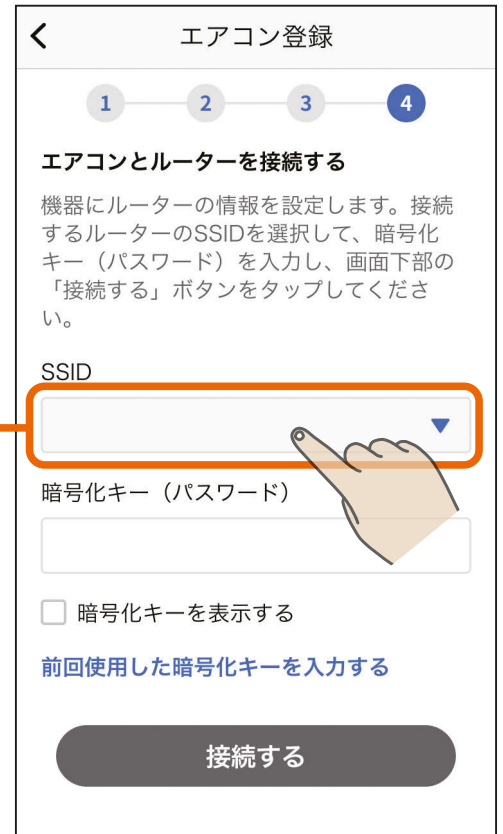 エアコン登録
1 2 3 4
エアコンとルーターを接続する
機器にルーターの情報を設定します。接続
するルーターのSSIDを選択して、暗号化
キー（パスワード）を入力し、画面下部の
「接続する」ボタンをタップしてくださ
い。
SSID
暗号化キー（パスワード）
暗号化キーを表示する
前回使用した暗号化キーを入力する
接続する